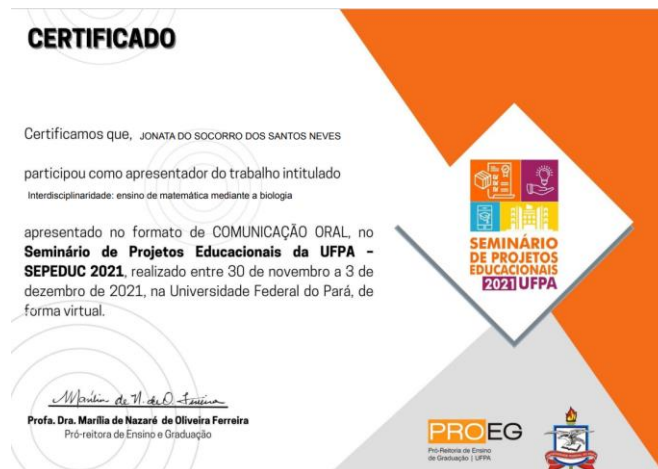 CERTIFICADO
Certificamos que, JONATA DO SOCORRO DOS SANTOS NEVES
participou como apresentador do trabalho intitulado
Interdisciplinaridade: ensino de matemática mediante a biologia
apresentado no formato de COMUNICAÇÃO ORAL, no
Seminário de Projetos Educacionais da UFPA –
SEPEDUC 2021, realizado entre 30 de novembro a 3 de
dezembro de 2021, na Universidade Federal do Pará, de
forma virtual.
SEMINÁRIO
DE PROJETOS
EDUCACIONAIS
2021 UFPA
Marília de N. de O. Ferreira
Profa. Dra. Marília de Nazaré de Oliveira Ferreira
Pró-reitora de Ensino e Graduação
PROEG
Pró-Reitoria de Ensino
de Graduação | UFPA